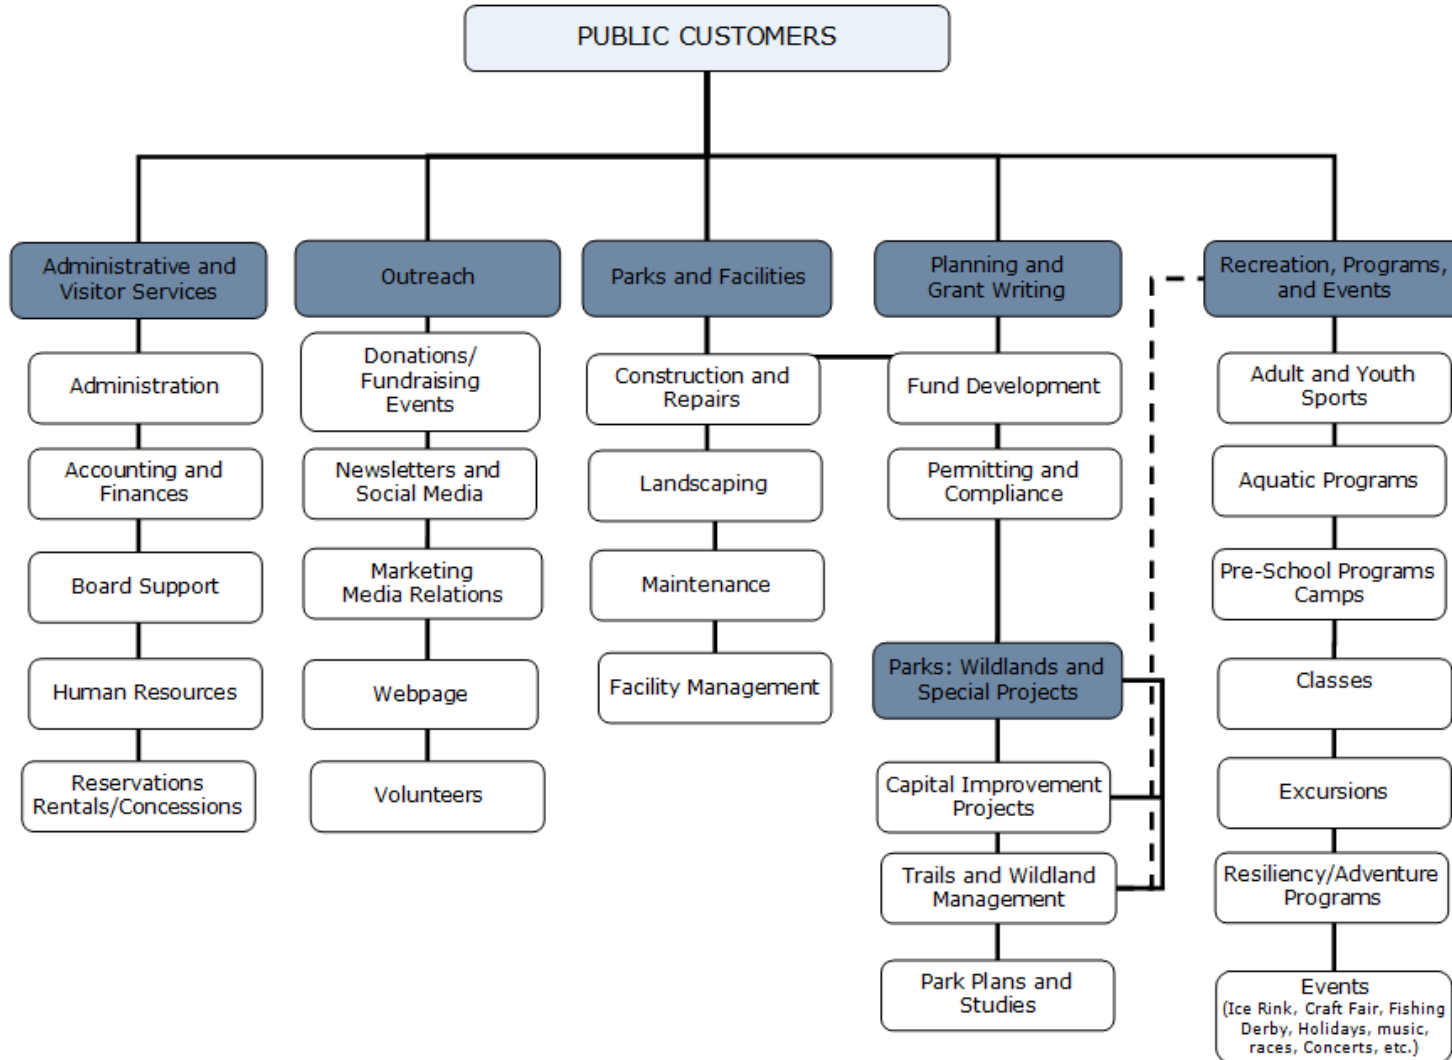 PUBLIC CUSTOMERS
Administrative and
Visitor Services
Administration
Accounting and
Finances
Board Support
Human Resources
Reservations
Rentals/Concessions
Outreach
Donations/
Fundraising
Events
Newsletters and
Social Media
Marketing
Media Relations
Webpage
Volunteers
Parks and Facilities
Construction and
Repairs
Landscaping
Maintenance
Facility Management
Planning and
Grant Writing
Fund Development
Permitting and
Compliance
Parks: Wildlands and
Special Projects
Capital Improvement
Projects
Trails and Wildland
Management
Park Plans and
Studies
Recreation, Programs,
and Events
Adult and Youth
Sports
Aquatic Programs
Pre-School Programs
Camps
Classes
Excursions
Resiliency/Adventure
Programs
Events
(Ice Rink, Craft Fair, Fishing
Derby, Holidays, music,
races, Concerts, etc.)